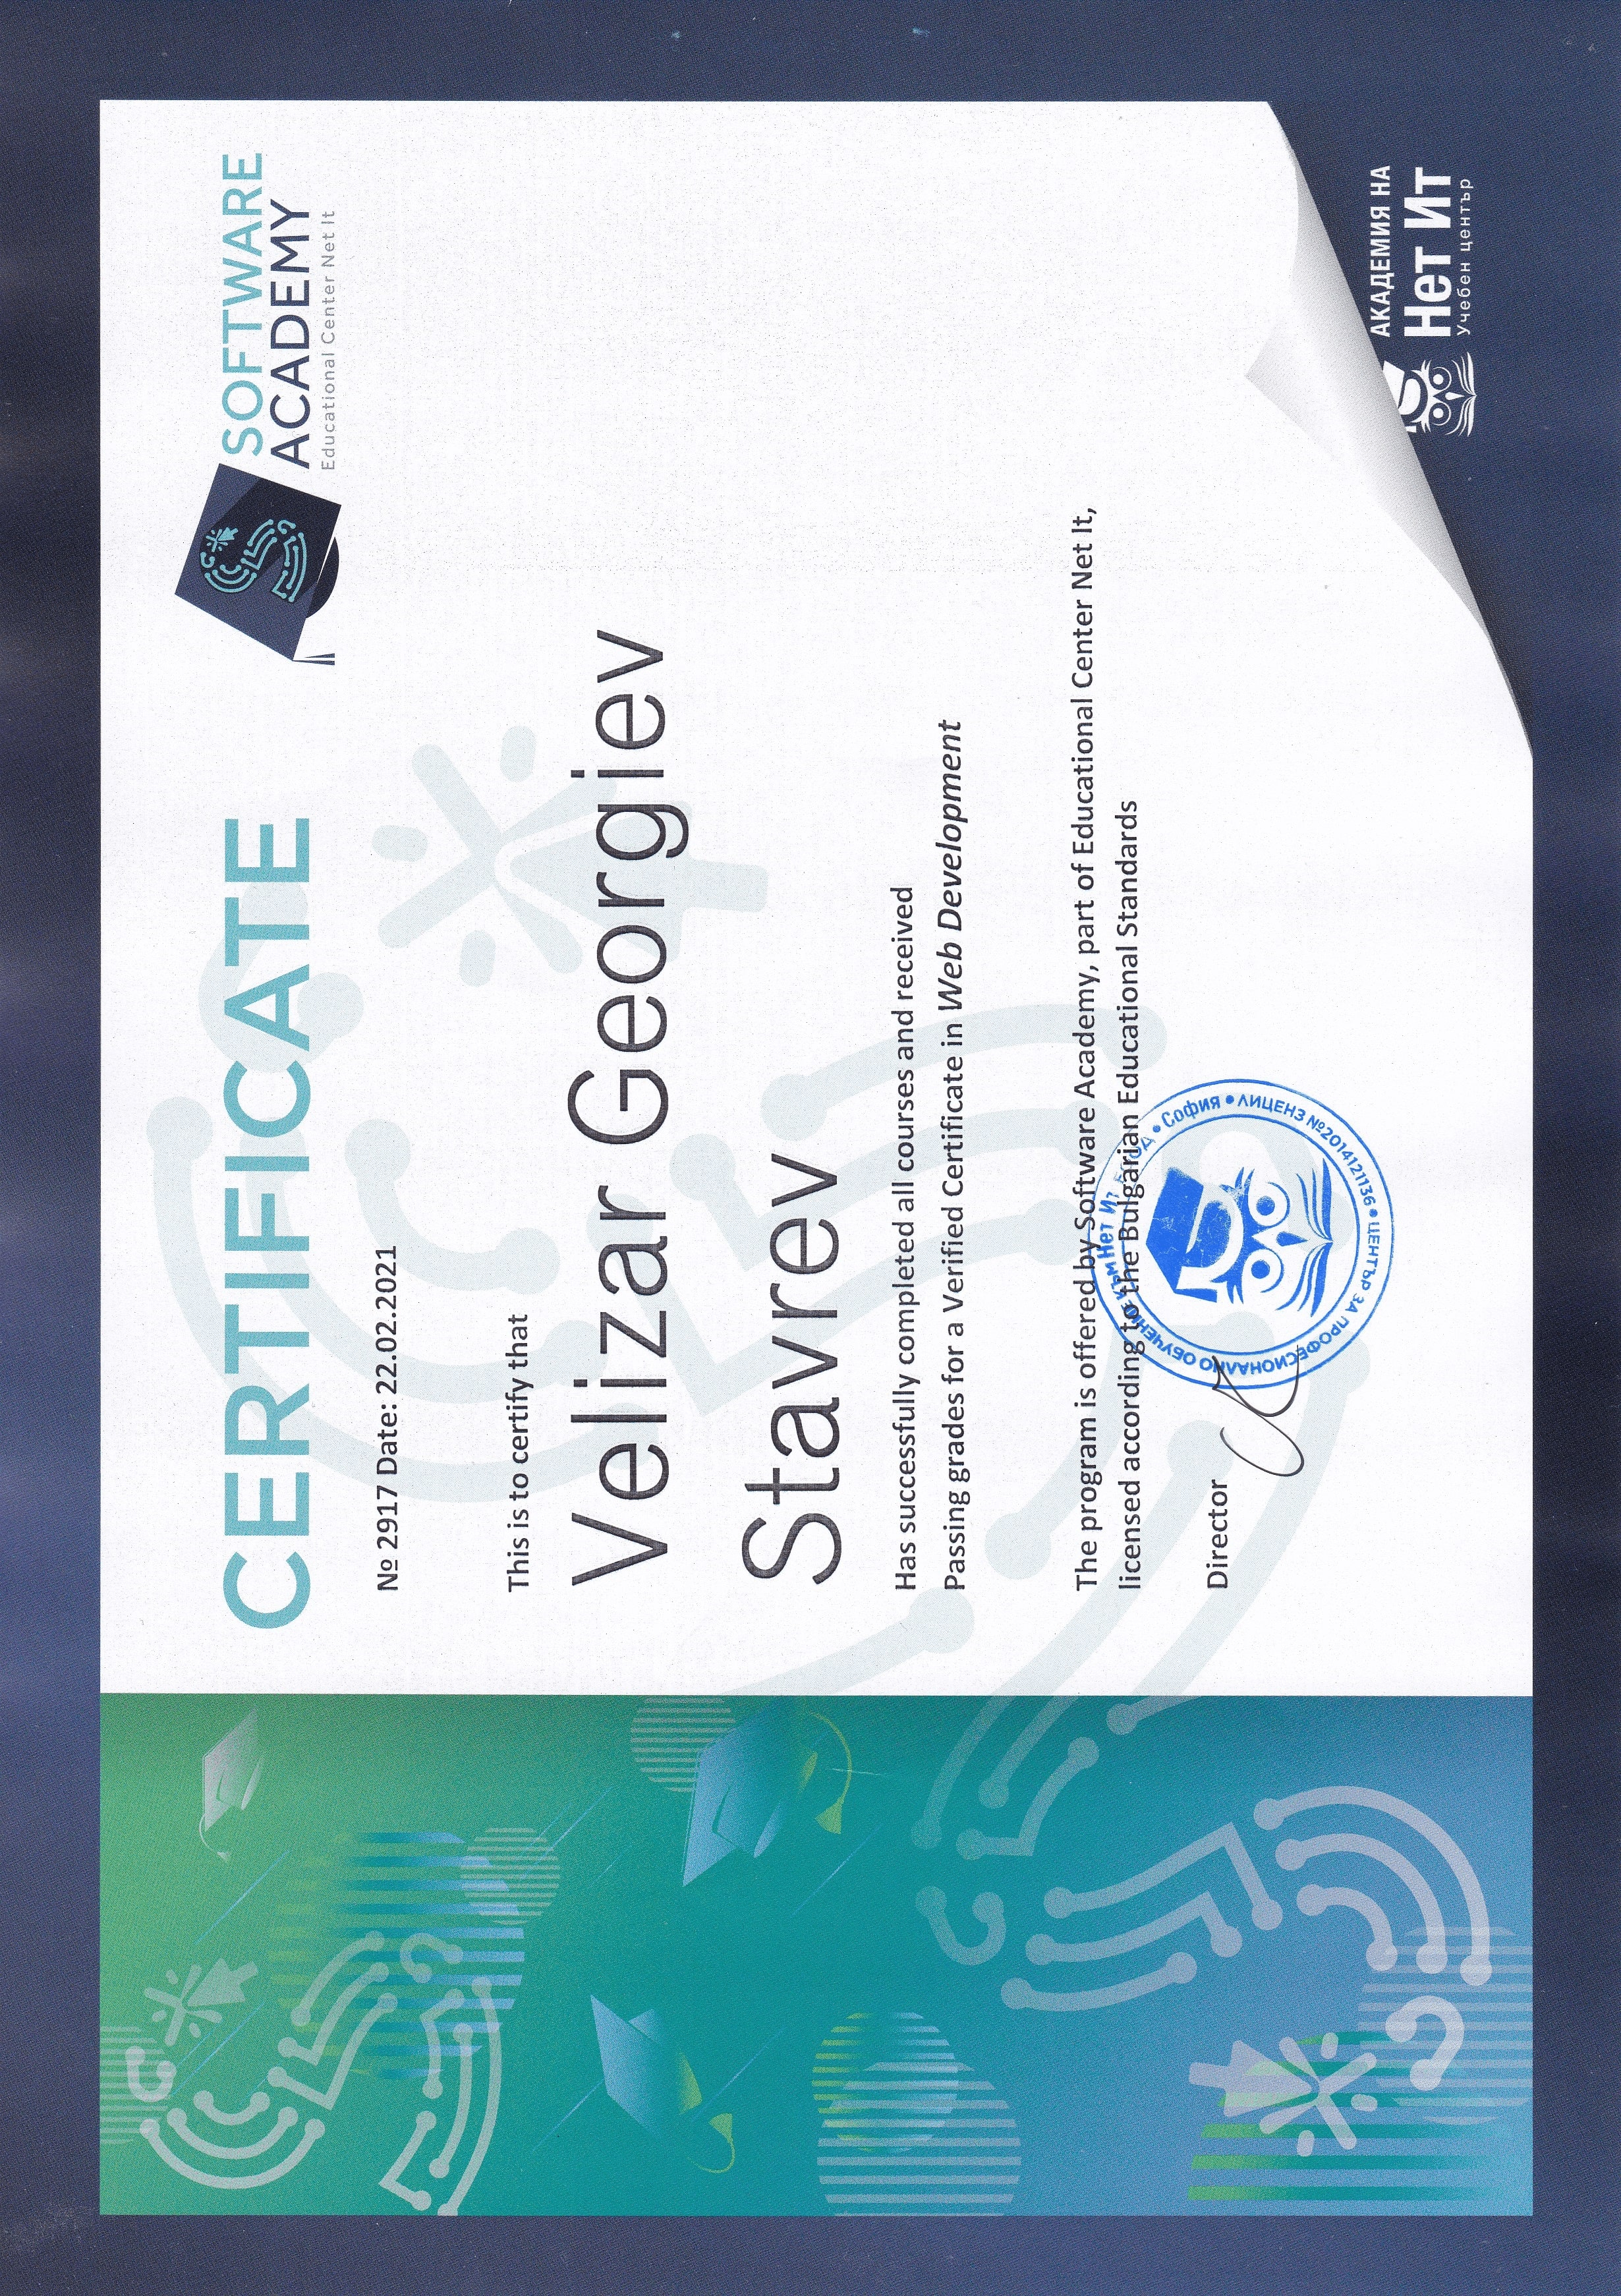 CERTIFICATE
SOFTWARE
ACADEMY
Educational Center Net It
№ 2917 Date: 22.02.2021
This is to certify that
Velizar Georgiev
Stavrev
Has successfully completed all courses and received
Passing grades for a Verified Certificate in Web Development
The program is offered by Software Academy, part of Educational Center Net It,
licensed according to the Bulgarian Educational Standards
Director
Нет Ит ЕООД • София • ЛИЦЕНЗ №2014121136 • ЦЕНТЪР ЗА ПРОФЕСИОНАЛНО ОБУЧЕНИЕ КЪМ
АКАДЕМИЯ НА
Нет Ит
Учебен център